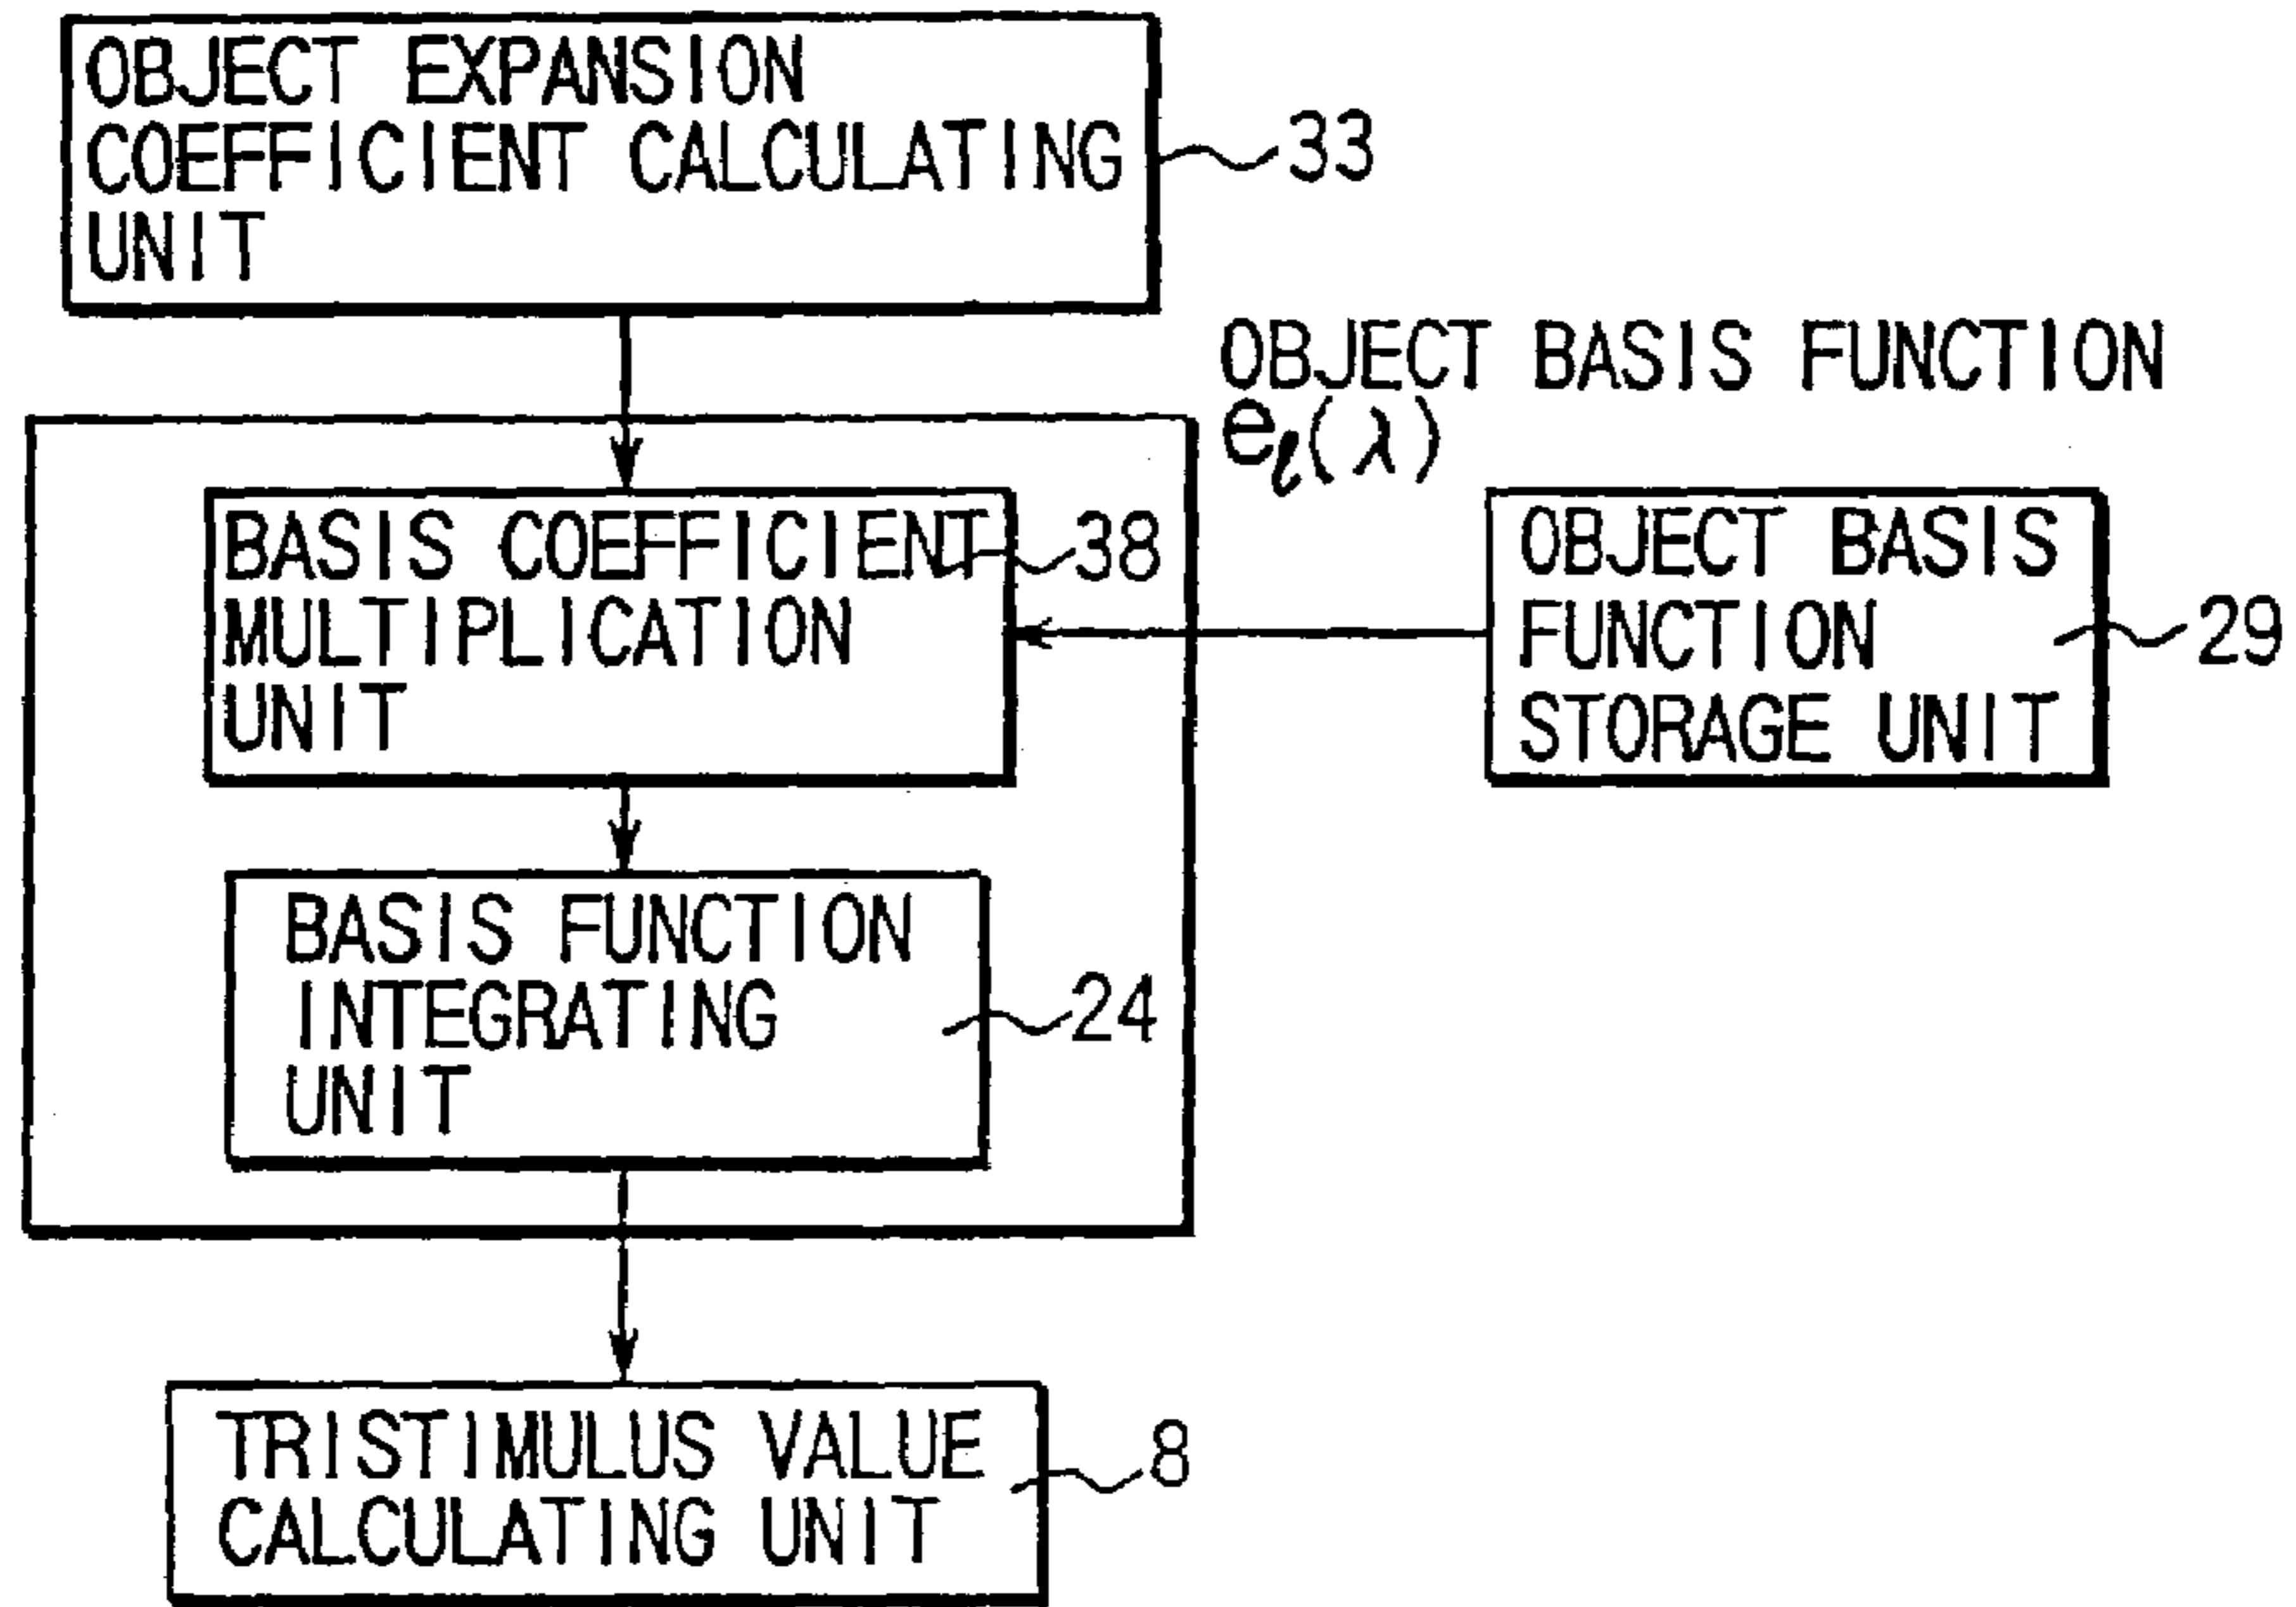 OBJECT EXPANSION
COEFFICIENT CALCULATING
UNIT
33
OBJECT BASIS FUNCTION
eℓ(λ)
BASIS COEFFICIENT
MULTIPLICATION
UNIT
38
OBJECT BASIS
FUNCTION
STORAGE UNIT
29
BASIS FUNCTION
INTEGRATING
UNIT
24
TRISTIMULUS VALUE
CALCULATING UNIT
8